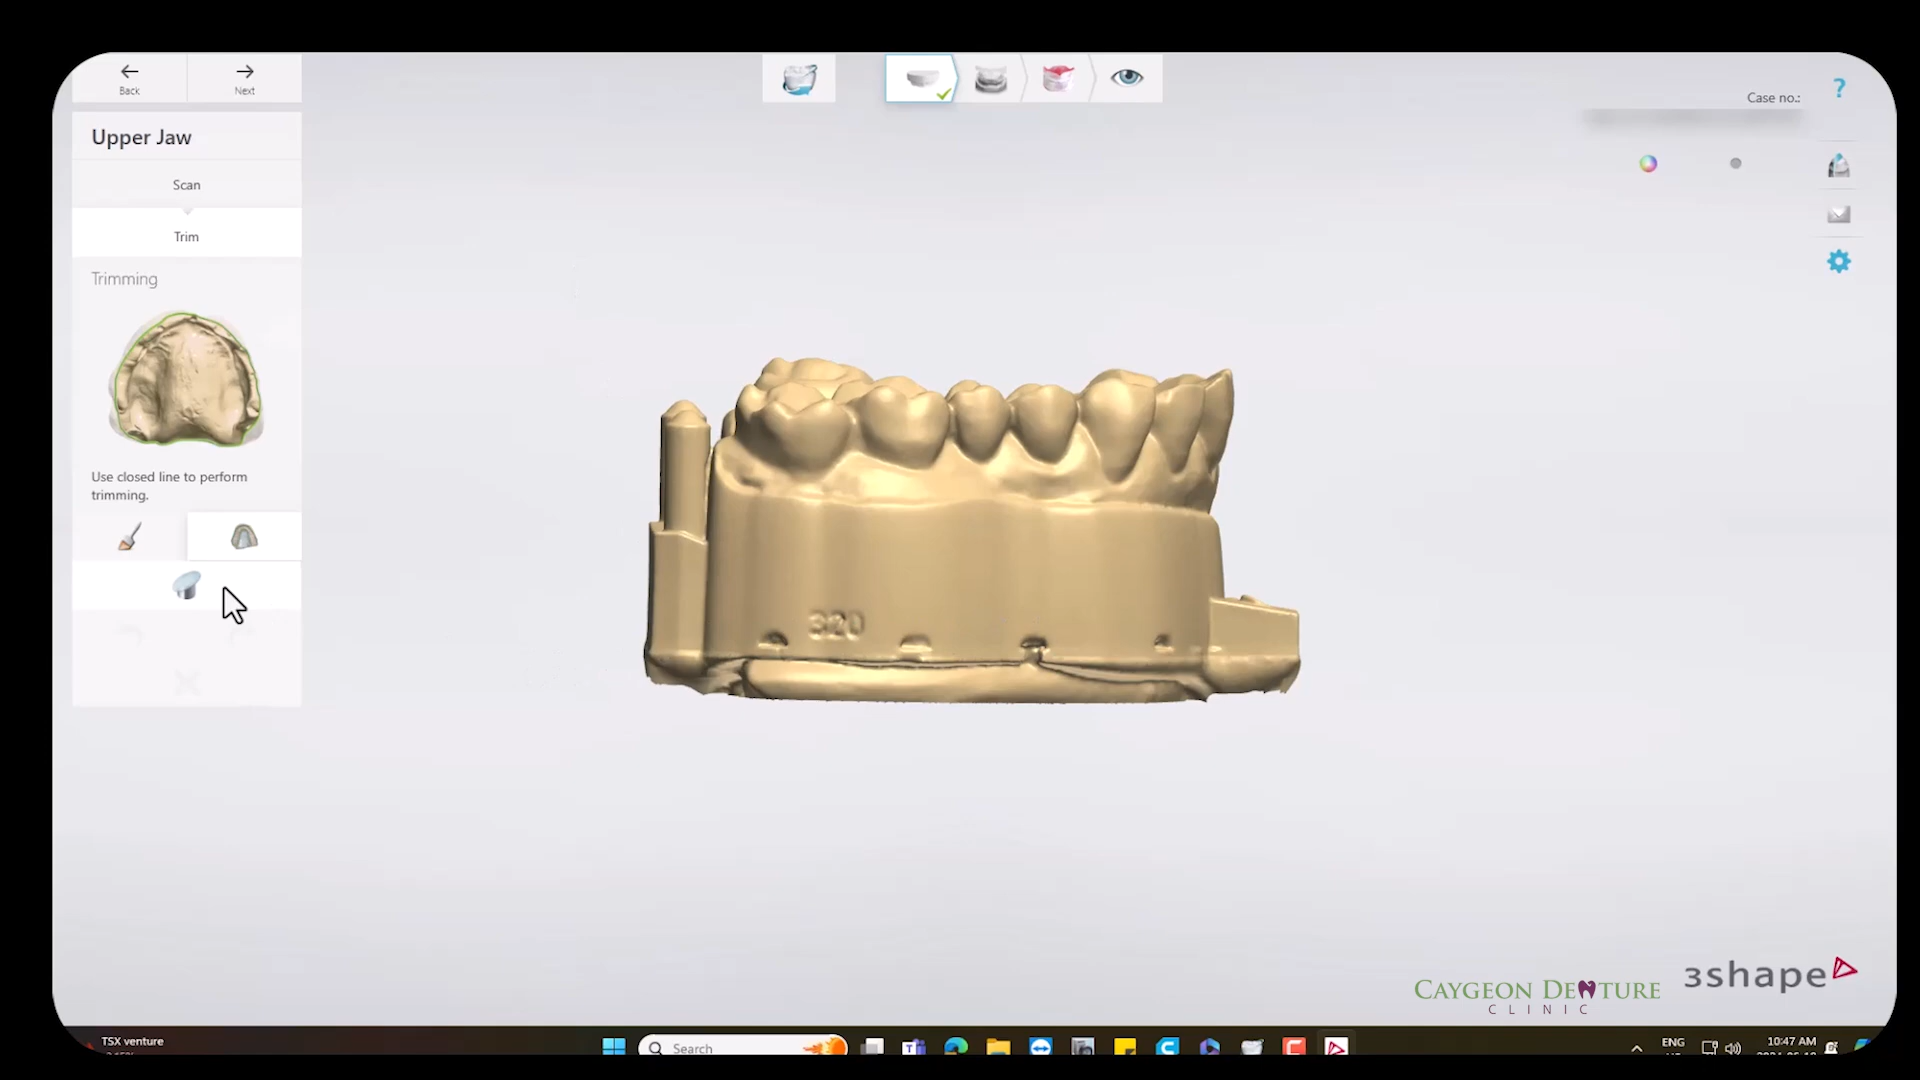 Back
Next
Upper Jaw
Scan
Trim
Trimming
Use closed line to perform
trimming.
Case no.:
?
320
CAYGEON DENTURE
CLINIC
3shape
TSX venture
Search
ENG
10:47 AM